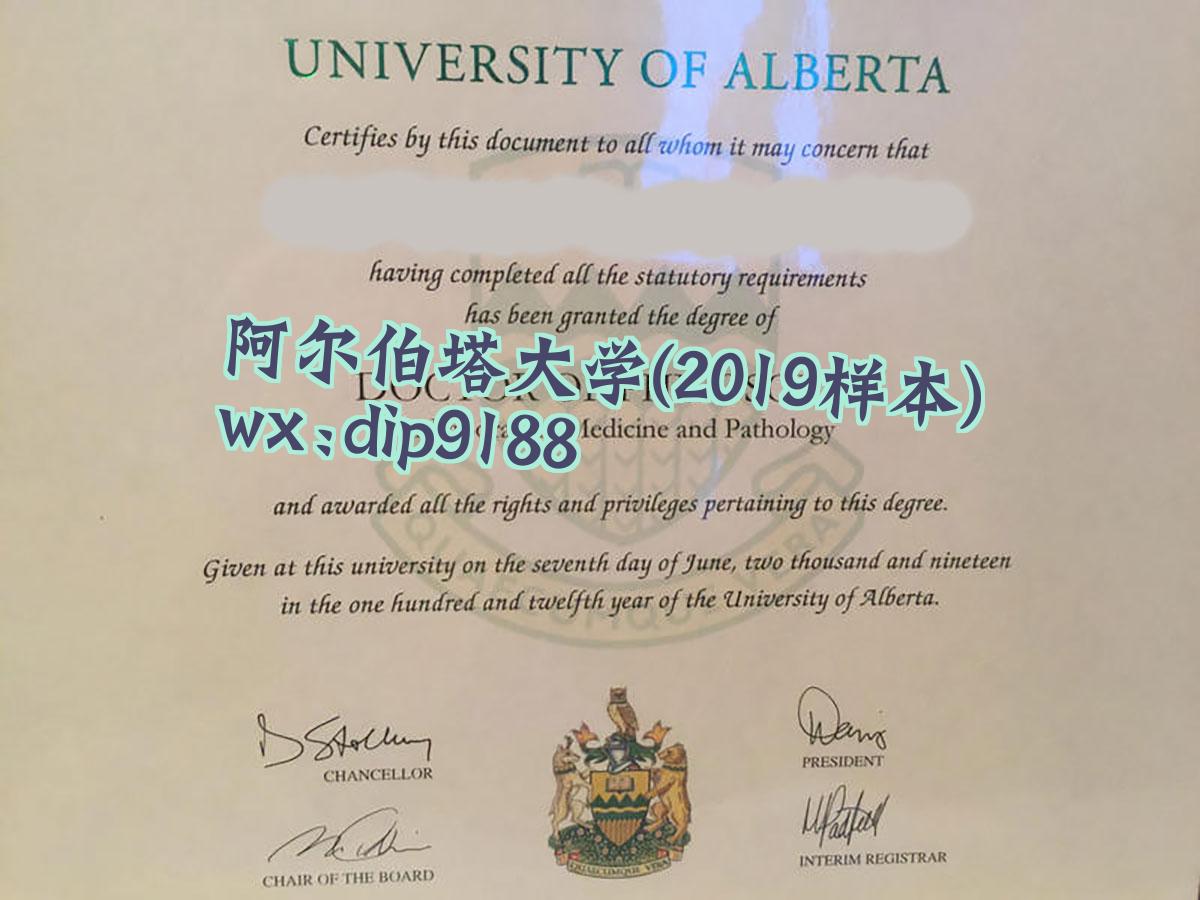 UNIVERSITY OF ALBERTA
Certifies by this document to all whom it may concern that
having completed all the statutory requirements
has been granted the degree of
阿尔伯塔大学(2019样本)
DOCTOR OF
wx:dip9188
Medicine and Pathology
and awarded all the rights and privileges pertaining to this degree.
Given at this university on the seventh day of June, two thousand and nineteen
in the one hundred and twelfth year of the University of Alberta.
CHANCELLOR
PRESIDENT
CHAIR OF THE BOARD
INTERIM REGISTRAR
QUAECUMQUE VERA